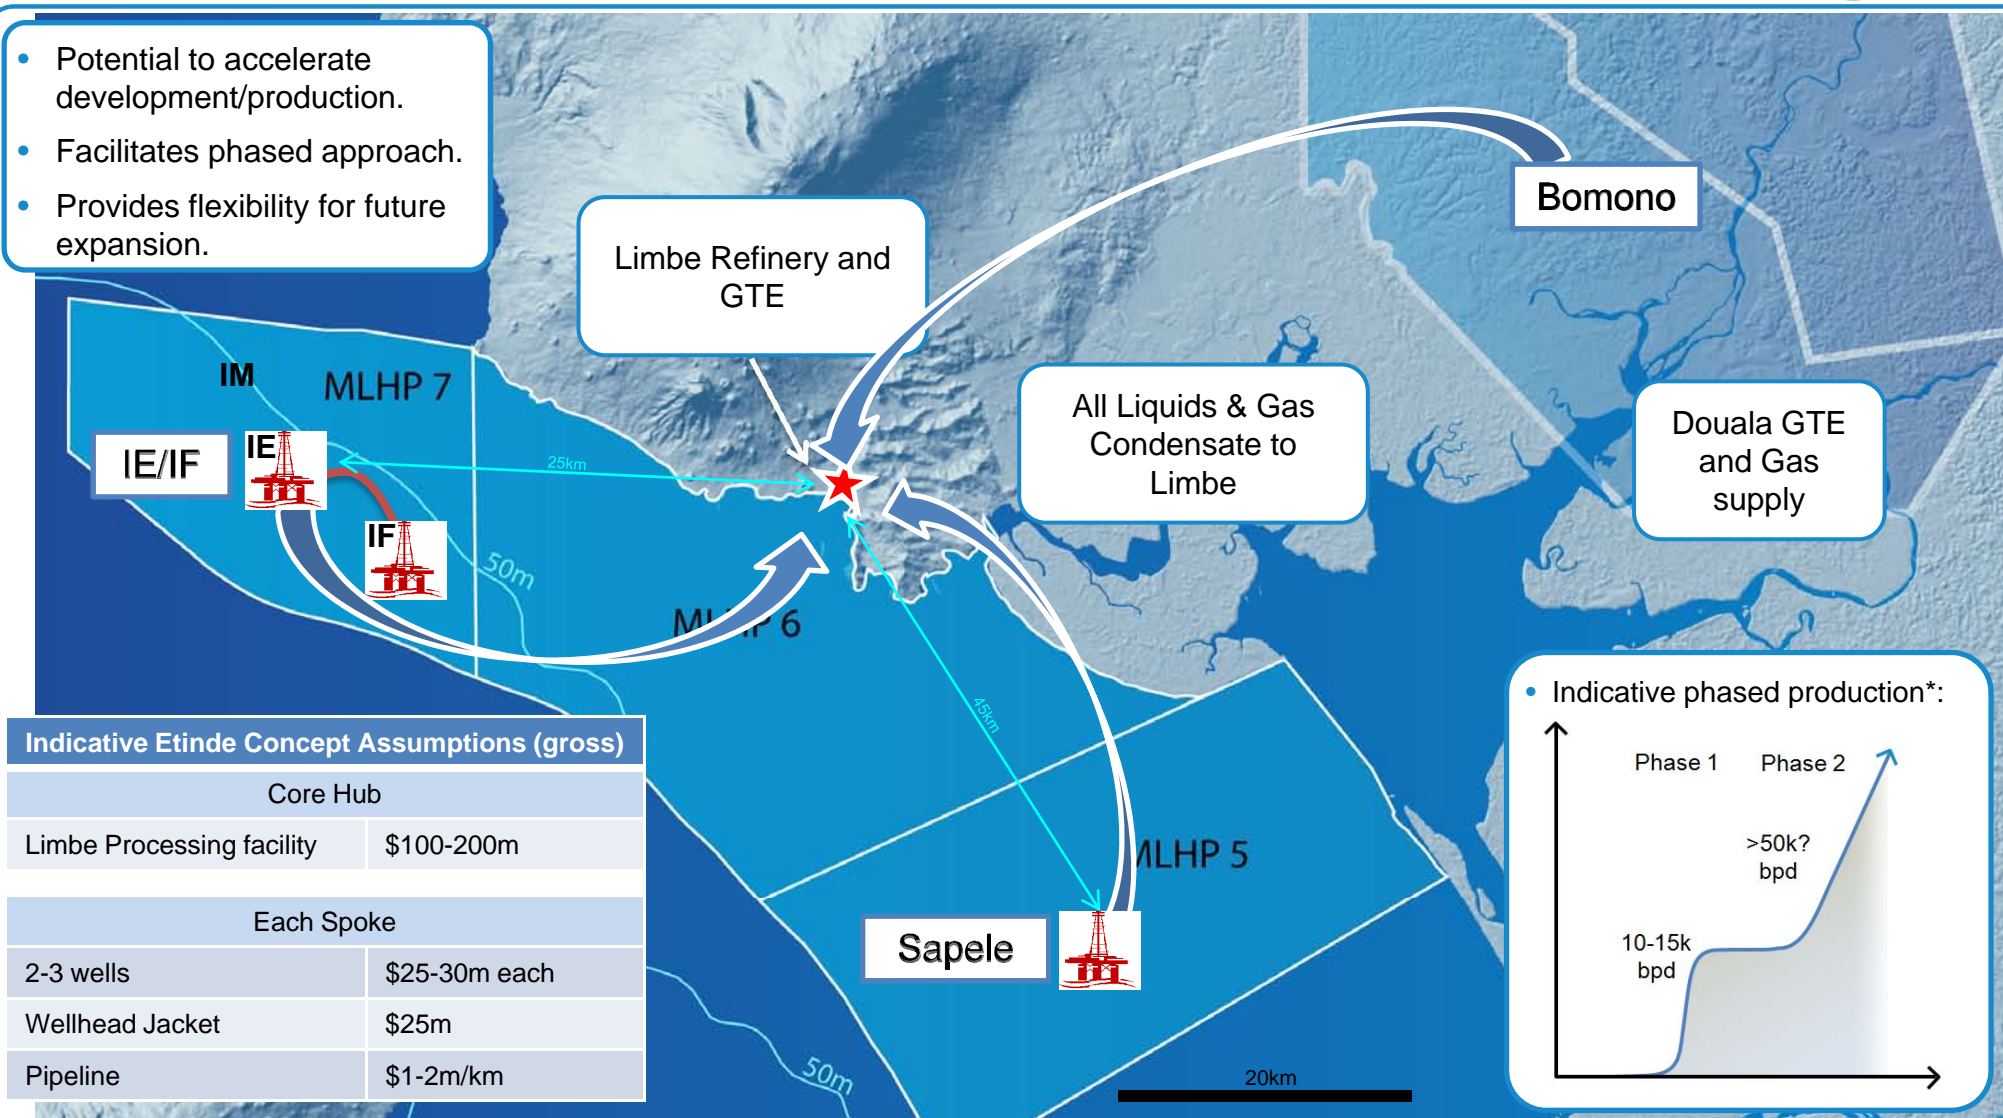 • Potential to accelerate
development/production.
• Facilitates phased approach.
• Provides flexibility for future
expansion.
Limbe Refinery and
GTE
Bomono
IM
MLHP 7
IE/IF
IE
IF
25km
50m
All Liquids & Gas
Condensate to
Limbe
Douala GTE
and Gas
supply
MLHP 6
45km
MLHP 5
Sapele
50m
20km
Indicative Etinde Concept Assumptions (gross)
Core Hub
Limbe Processing facility $100-200m
Each Spoke
2-3 wells $25-30m each
Wellhead Jacket $25m
Pipeline $1-2m/km
• Indicative phased production*:
Phase 1 Phase 2
>50k?
bpd
10-15k
bpd